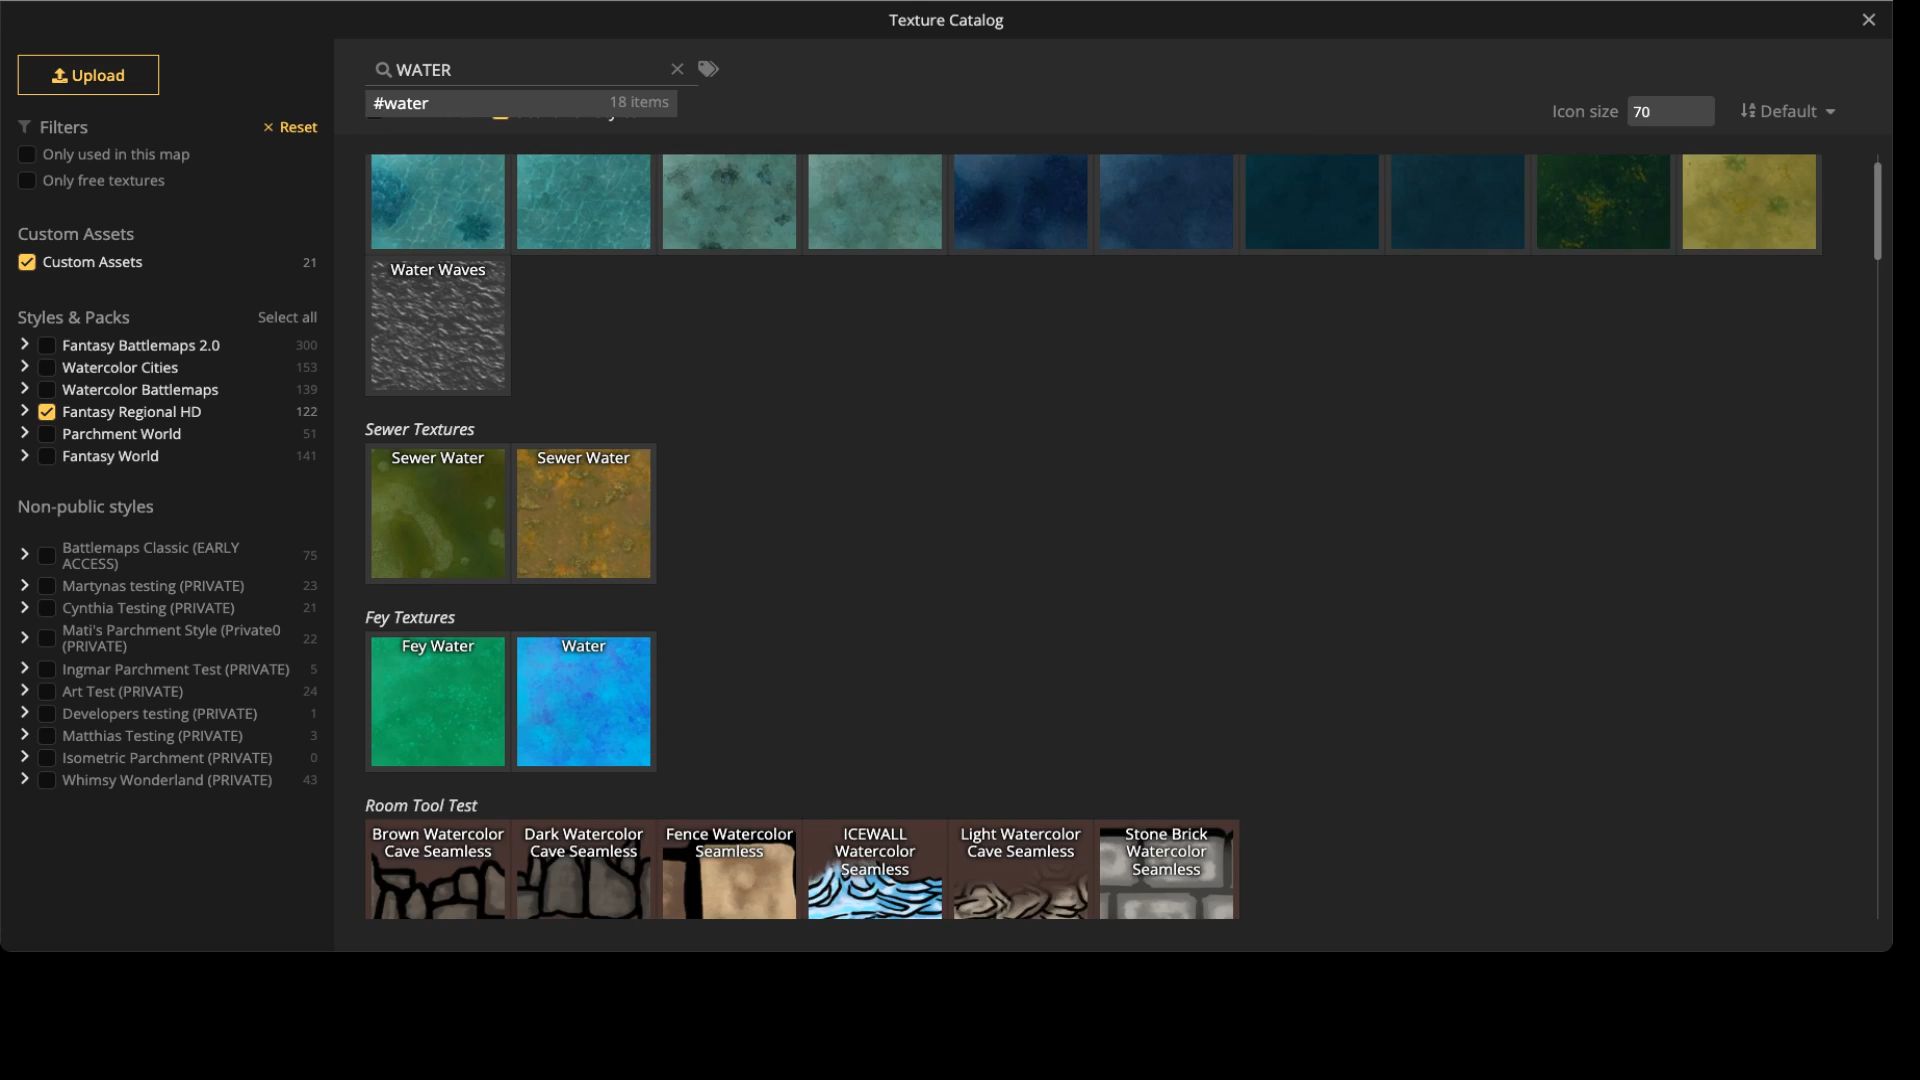 Texture Catalog
Upload
WATER
#water 18 items
Filters
Reset
Icon size 70
Default
Only used in this map
Only free textures
Custom Assets
Custom Assets 21
Styles & Packs Select all
Fantasy Battlemaps 2.0 300
Watercolor Cities 153
Watercolor Battlemaps 139
Fantasy Regional HD 122
Parchment World 51
Fantasy World 141
Non-public styles
Battlemaps Classic (EARLY
ACCESS) 75
Martynas testing (PRIVATE) 23
Cynthia Testing (PRIVATE) 21
Mati's Parchment Style (Private0
(PRIVATE) 22
Ingmar Parchment Test (PRIVATE) 5
Art Test (PRIVATE) 24
Developers testing (PRIVATE) 1
Matthias Testing (PRIVATE) 3
Isometric Parchment (PRIVATE) 0
Whimsy Wonderland (PRIVATE) 43
Water Waves
Sewer Textures
Sewer Water
Sewer Water
Fey Textures
Fey Water
Water
Room Tool Test
Brown Watercolor
Cave Seamless
Dark Watercolor
Cave Seamless
Fence Watercolor
Seamless
ICEWALL
Watercolor
Seamless
Light Watercolor
Cave Seamless
Stone Brick
Watercolor
Seamless